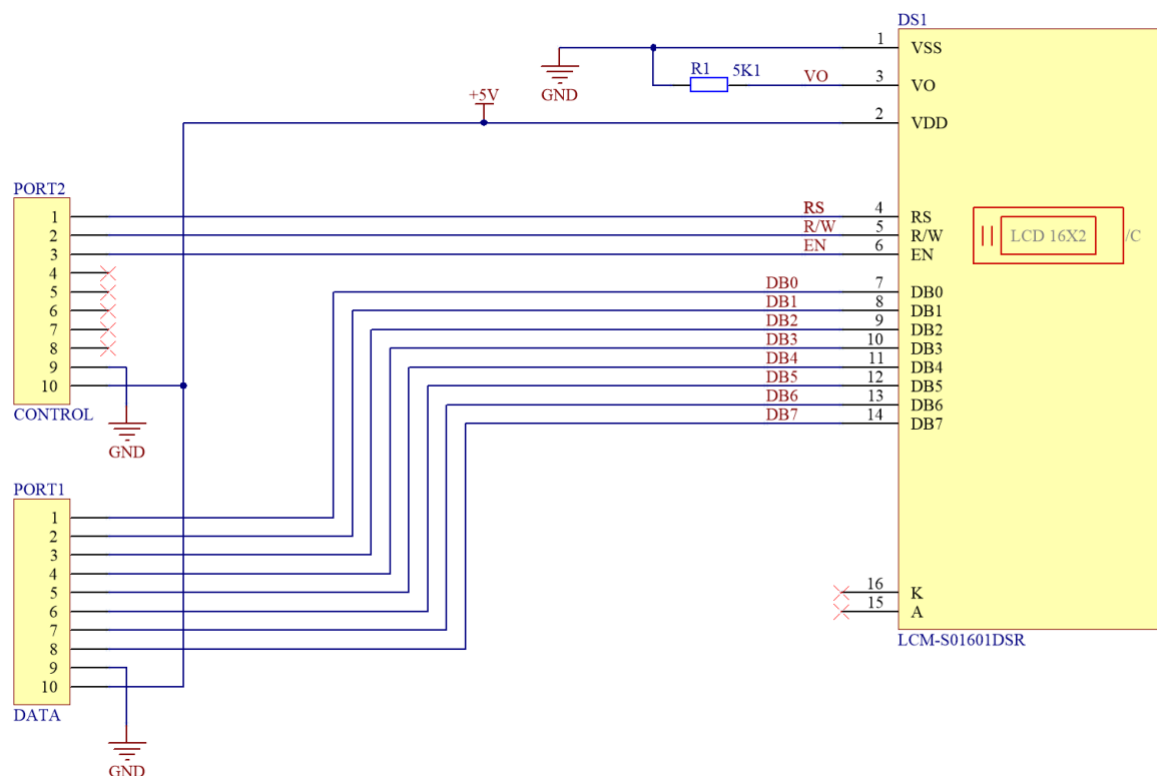 DS1
1 VSS
R1 5K1 VO 3 VO
GND
+5V
2 VDD
PORT2
1 RS 4 RS
2 R/W 5 R/W LCD 16X2 /C
3 EN 6 EN
4
5 DB0 7 DB0
6 DB1 8 DB1
7 DB2 9 DB2
8 DB3 10 DB3
9 DB4 11 DB4
10 DB5 12 DB5
DB6 13 DB6
CONTROL DB7 14 DB7
GND
PORT1
1
2
3
4
5 16 K
6 15 A
7
8 LCM-S01601DSR
9
10
DATA
GND